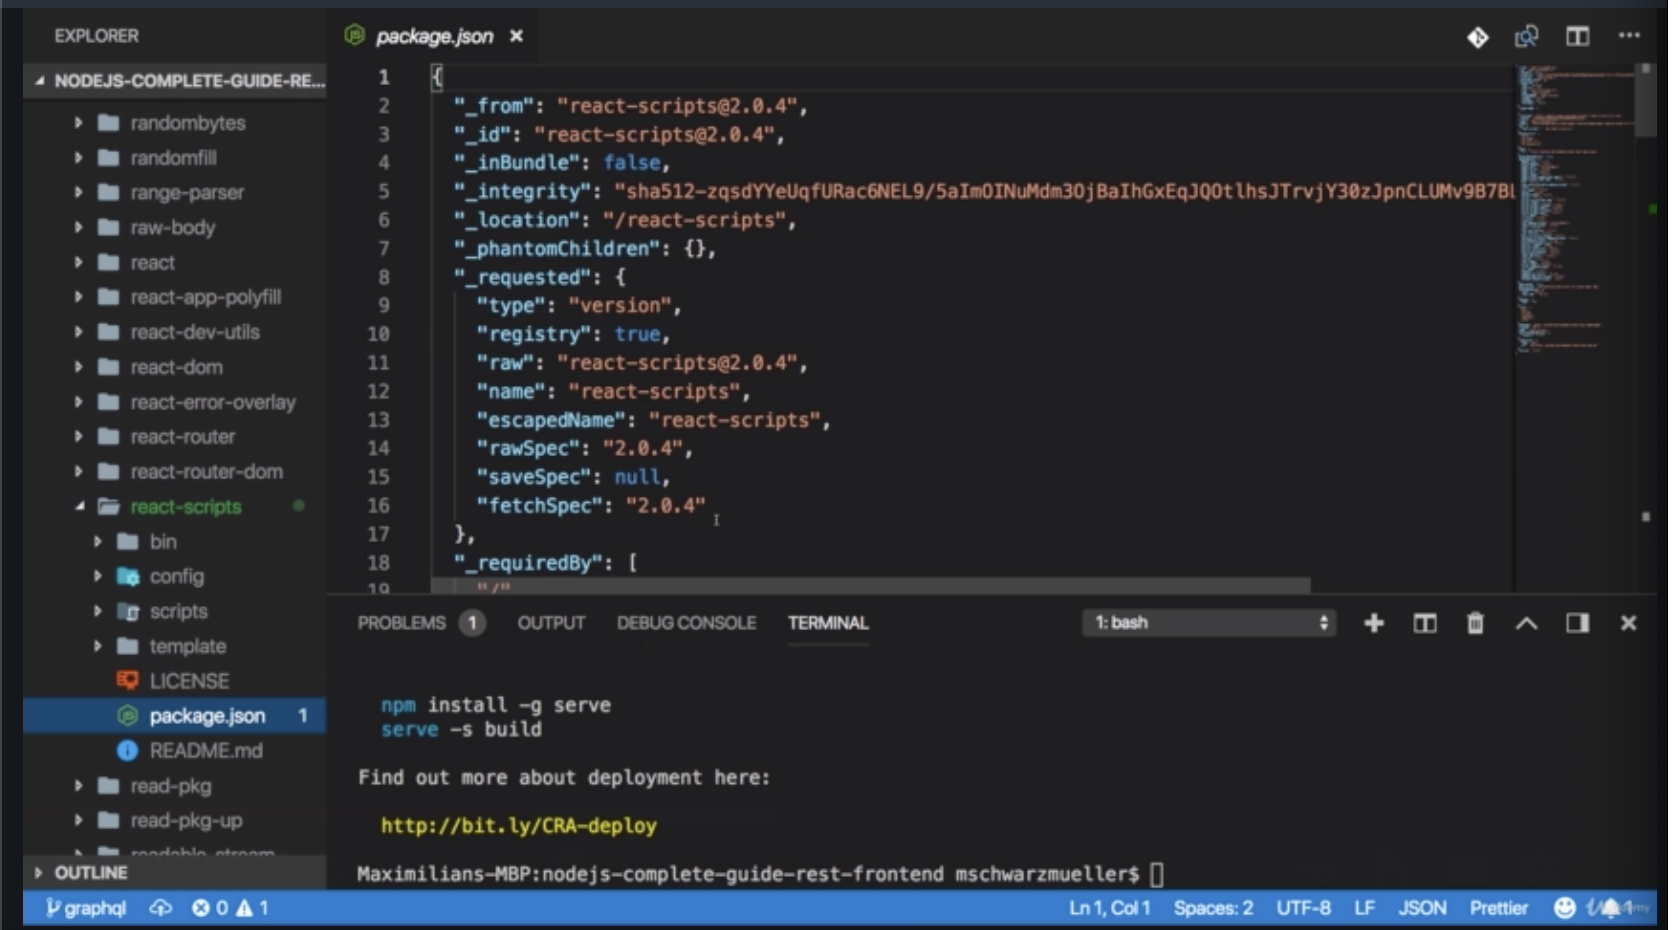 EXPLORER
NODEJS-COMPLETE-GUIDE-RE...
randombytes
randomfill
range-parser
raw-body
react
react-app-polyfill
react-dev-utils
react-dom
react-error-overlay
react-router
react-router-dom
react-scripts
bin
config
scripts
template
LICENSE
package.json 1
README.md
read-pkg
read-pkg-up
readable-stream
OUTLINE
package.json
1 {
2 "_from": "react-scripts@2.0.4",
3 "_id": "react-scripts@2.0.4",
4 "_inBundle": false,
5 "_integrity": "sha512-zqsdYYeUqfURac6NEL9/5aImOINuMdm3OjBaIhGxEqJQOtlhsJTrvjY30zJpnCLUMv9B7B
6 "_location": "/react-scripts",
7 "_phantomChildren": {},
8 "_requested": {
9 "type": "version",
10 "registry": true,
11 "raw": "react-scripts@2.0.4",
12 "name": "react-scripts",
13 "escapedName": "react-scripts",
14 "rawSpec": "2.0.4",
15 "saveSpec": null,
16 "fetchSpec": "2.0.4"
17 },
18 "_requiredBy": [
19 "/"
PROBLEMS 1 OUTPUT DEBUG CONSOLE TERMINAL 1: bash
npm install -g serve
serve -s build
Find out more about deployment here:
http://bit.ly/CRA-deploy
Maximilians-MBP:nodejs-complete-guide-rest-frontend mschwarzmueller$
graphql 0 1 Ln 1, Col 1 Spaces: 2 UTF-8 LF JSON Prettier 1